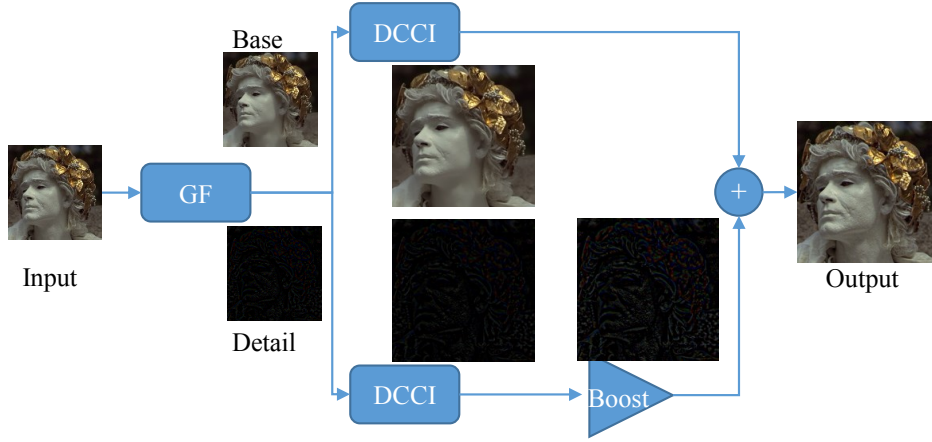 Base
DCCI
GF
+
Input
Detail
Output
DCCI
Boost